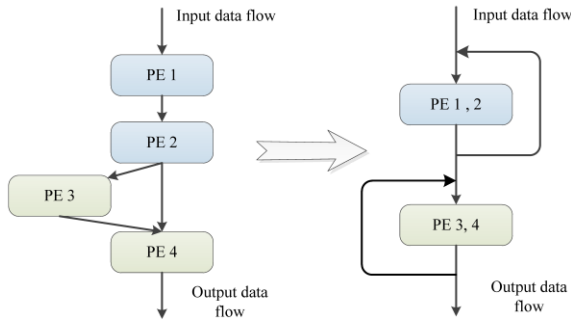 Input data flow
PE 1
PE 2
PE 3
PE 4
Output data
flow
Input data flow
PE 1 , 2
PE 3, 4
Output data
flow